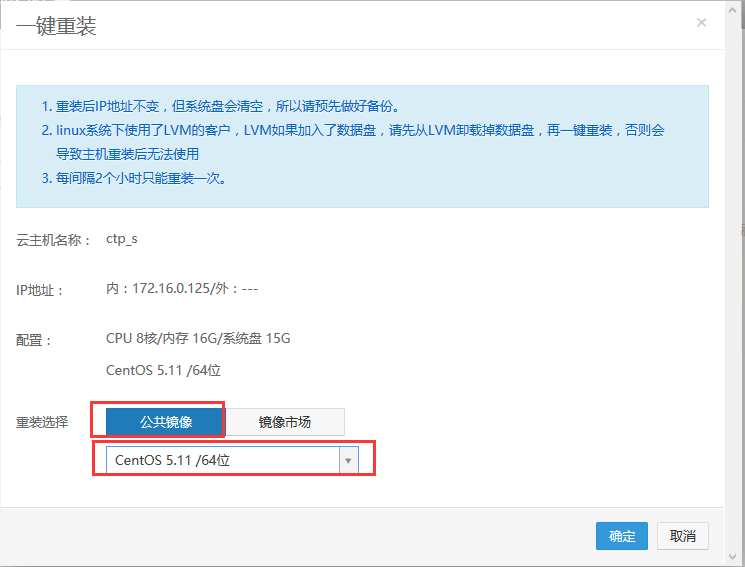 一键重装
×
1. 重装后IP地址不变，但系统盘会清空，所以请预先做好备份。
2. linux系统下使用了LVM的客户，LVM如果加入了数据盘，请先从LVM卸载掉数据盘，再一键重装，否则会
导致主机重装后无法使用
3. 每间隔2个小时只能重装一次。
云主机名称： ctp_s
IP地址： 内：172.16.0.125/外：---
配置： CPU 8核/内存 16G/系统盘 15G
CentOS 5.11 /64位
重装选择 公共镜像 镜像市场
CentOS 5.11 /64位
确定 取消